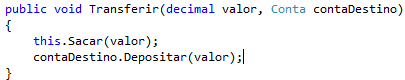 public void Transferir(decimal valor, Conta contaDestino)
{
    this.Sacar(valor);
    contaDestino.Depositar(valor);
}